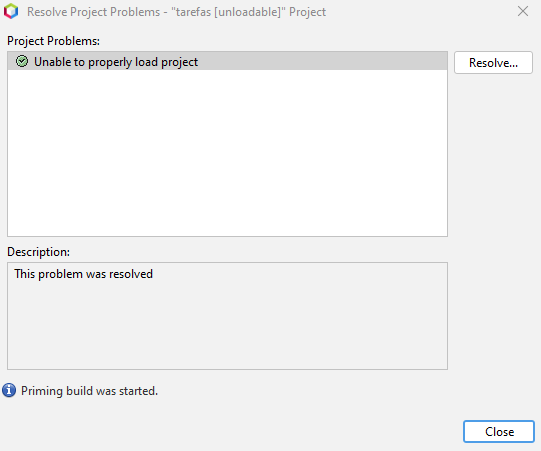 Resolve Project Problems - "tarefas [unloadable]" Project
Project Problems:
Unable to properly load project
Resolve...
Description:
This problem was resolved
Priming build was started.
Close